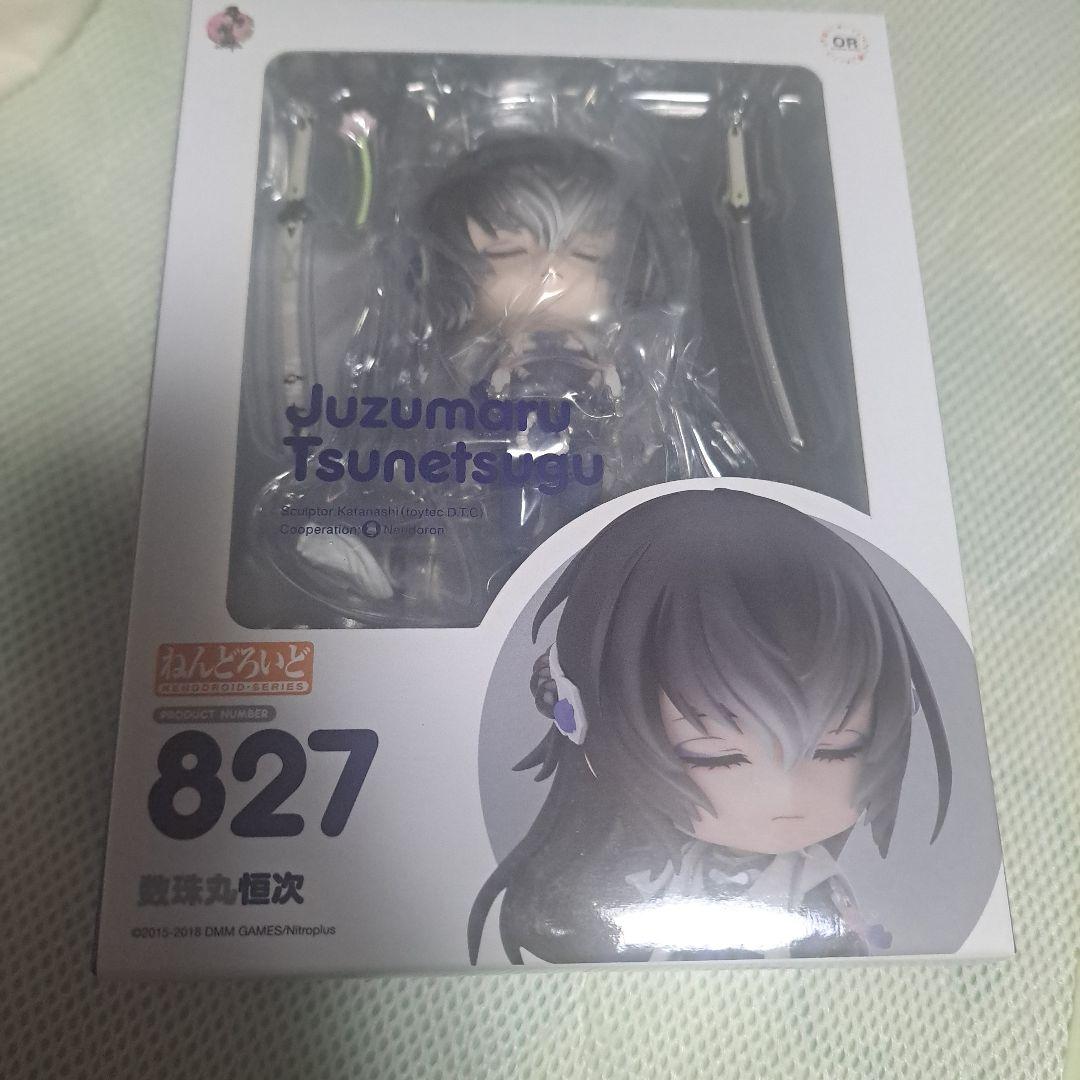 OR
Juzumaru
Tsunetsugu
Sculptor:Katanashi(toytec D.T.C)
Cooperation: Nendoron
ねんどろいど
NENDOROID・SERIES
PRODUCT NUMBER
827
数珠丸恒次
©2015-2018 DMM GAMES/Nitroplus